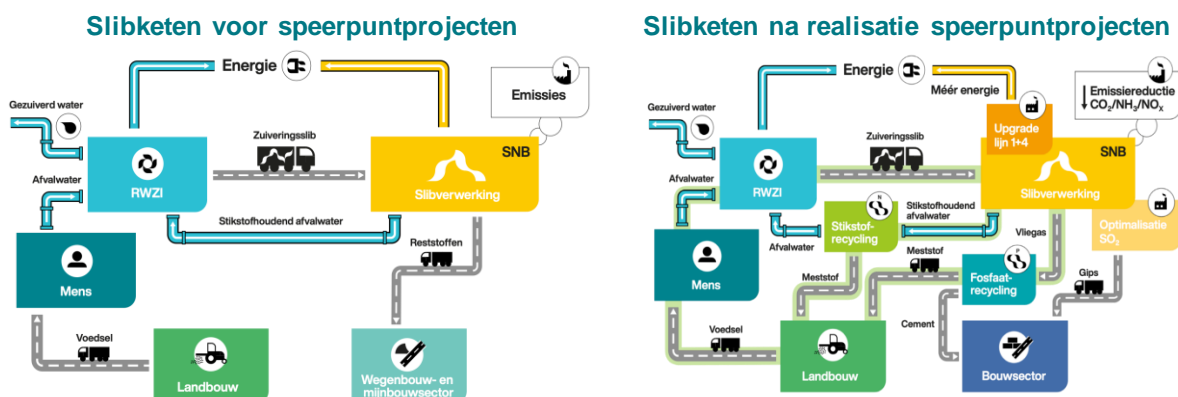 Slibketen voor speerpuntprojecten
Energie
Emissies
Gezuiverd water
Zuiveringsslib
SNB
RWZI
Slibverwerking
Afvalwater
Stikstofhoudend afvalwater
Reststoffen
Mens
Voedsel
Landbouw
Wegenbouw- en
mijnbouwsector
Slibketen na realisatie speerpuntprojecten
Energie
Méér energie
Emissiereductie
CO₂/NH₃/NOₓ
Gezuiverd water
Upgrade
lijn 1+4
Zuiveringsslib
SNB
RWZI
Slibverwerking
Afvalwater
Stikstofhoudend
afvalwater
N
Stikstof-
recycling
Afvalwater
Vliegas
Optimalisatie
SO₂
Meststof
Meststof
P
Fosfaat-
recycling
Gips
Mens
Cement
Voedsel
Landbouw
Bouwsector